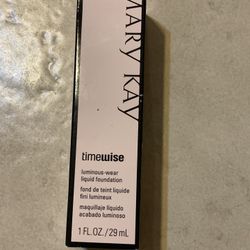 MARY KAY
timewise
luminous-wear
liquid foundation
fond de teint liquide
fini lumineux
maquillaje líquido
acabado luminoso
1 FL. OZ. / 29 mL